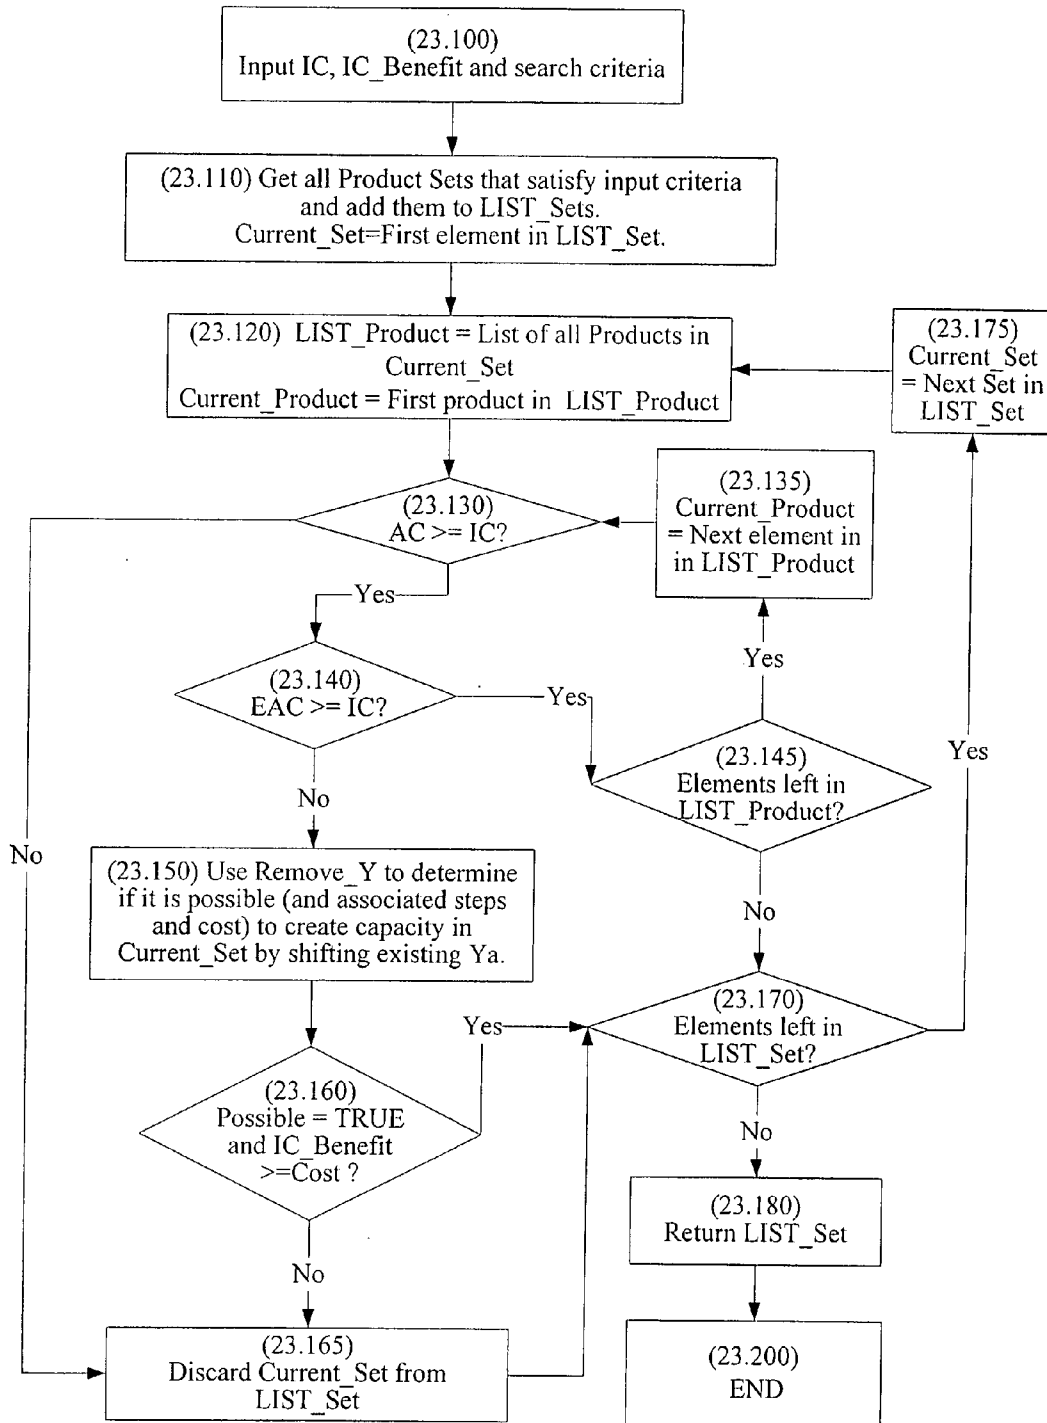 (23.100)
Input IC, IC_Benefit and search criteria
(23.110) Get all Product Sets that satisfy input criteria
and add them to LIST_Sets.
Current_Set=First element in LIST_Set.
(23.120) LIST_Product = List of all Products in
Current_Set
Current_Product = First product in LIST_Product
(23.175)
Current_Set
= Next Set in
LIST_Set
(23.130)
AC >= IC?
(23.135)
Current_Product
= Next element in
in LIST_Product
Yes
(23.140)
EAC >= IC?
Yes
Yes
(23.145)
Elements left in
LIST_Product?
Yes
No
No
(23.150) Use Remove_Y to determine
if it is possible (and associated steps
and cost) to create capacity in
Current_Set by shifting existing Ya.
No
(23.170)
Elements left in
LIST_Set?
Yes
(23.160)
Possible = TRUE
and IC_Benefit
>=Cost ?
No
(23.180)
Return LIST_Set
No
(23.165)
Discard Current_Set from
LIST_Set
(23.200)
END